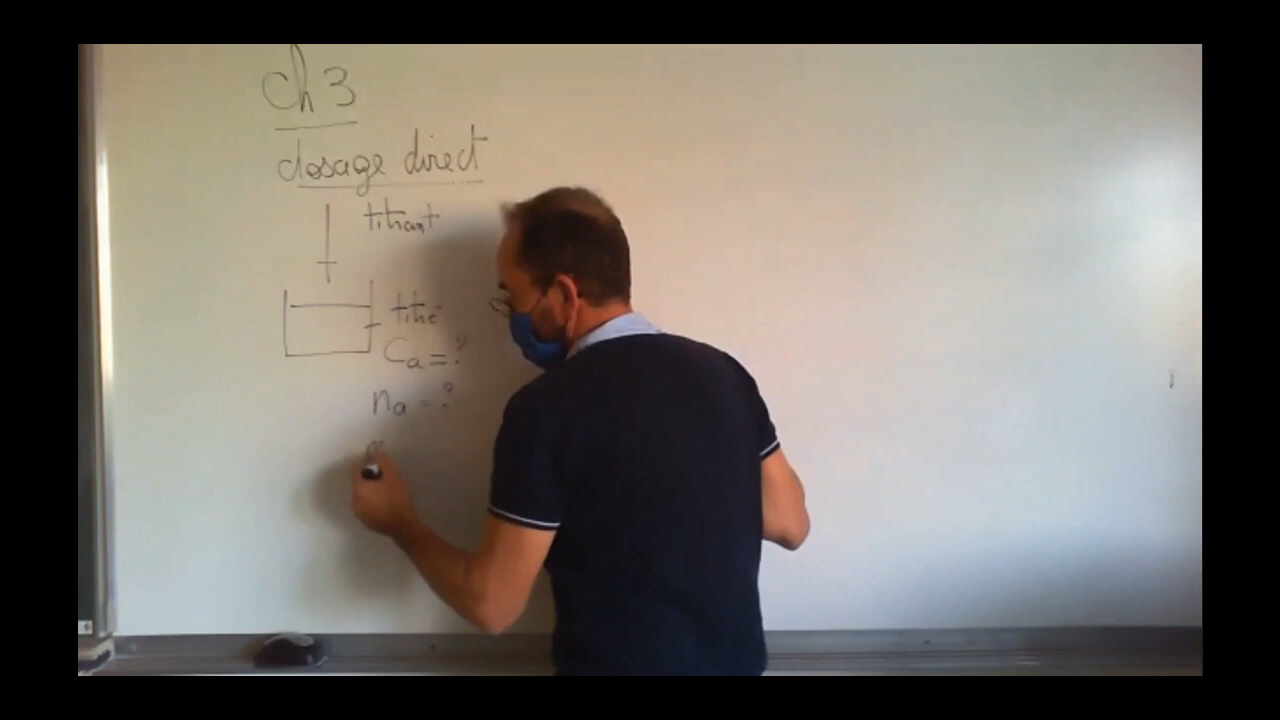 Ch 3
dosage direct
titrant
titré
Ca = ?
na = ?